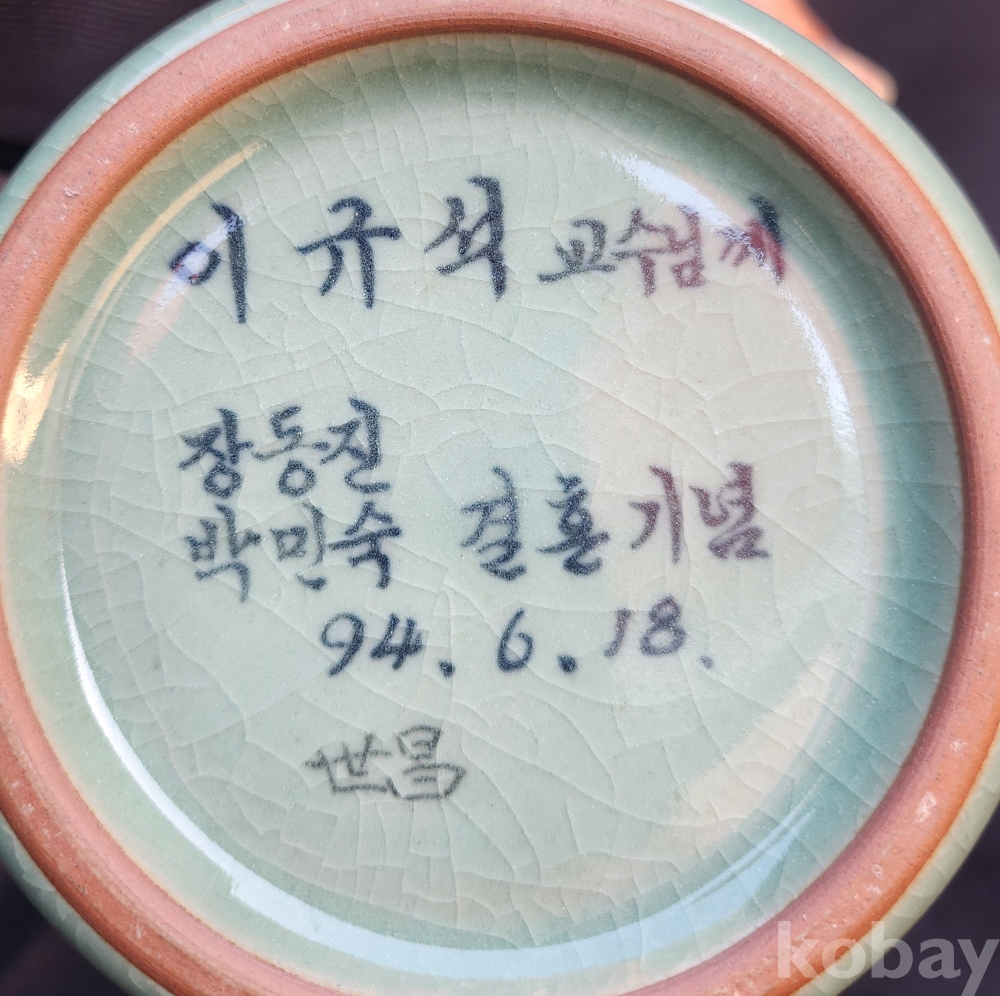 이규석 교수님께
장동진
박민숙 결혼기념
94. 6. 18.
世昌
kobay